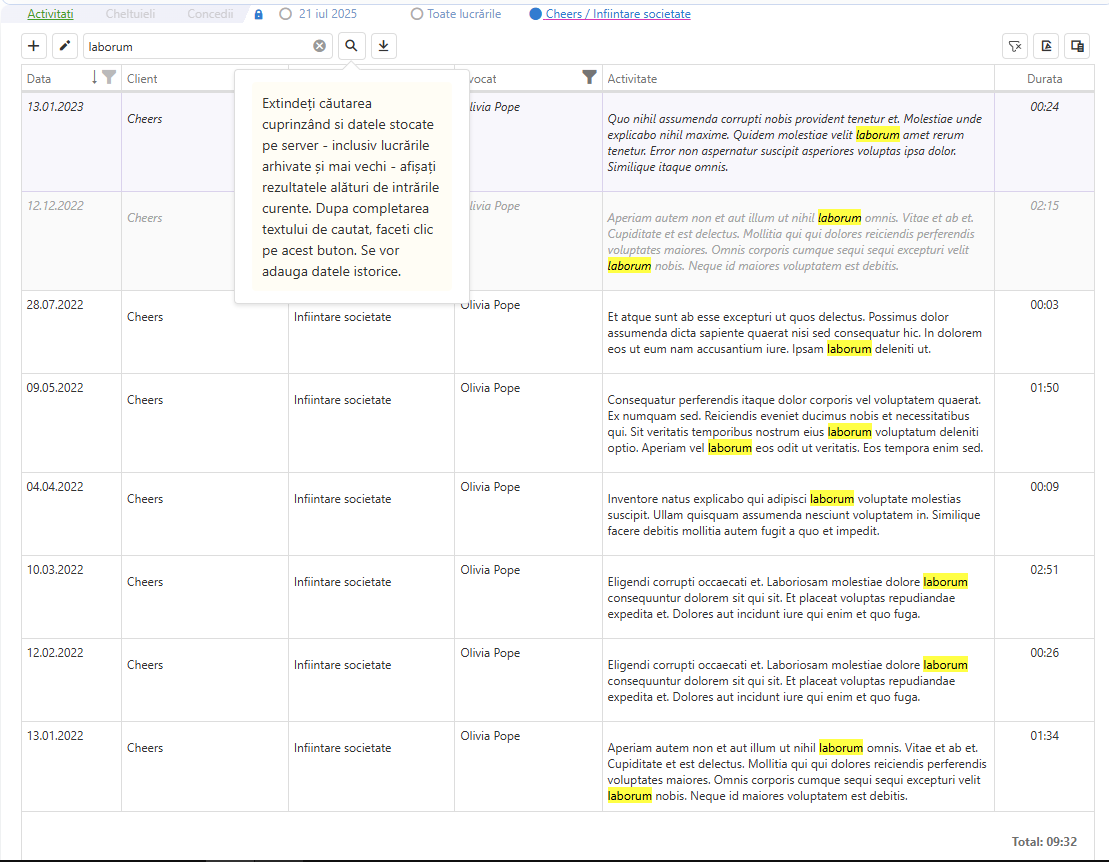 Activitati Cheltuieli Concedii 21 iul 2025 Toate lucrările Cheers / Infiintare societate
laborum
Data Client vocat Activitate Durata
Extindeți căutarea
cuprinzând si datele stocate
pe server - inclusiv lucrările
arhivate și mai vechi - afișați
rezultatele alături de intrările
curente. Dupa completarea
textului de cautat, faceti clic
pe acest buton. Se vor
adauga datele istorice.
13.01.2023 Cheers livia Pope 00:24
Quo nihil assumenda corrupti nobis provident tenetur et. Molestiae unde
explicabo nihil maxime. Quidem molestiae velit laborum amet rerum
tenetur. Error non aspernatur suscipit asperiores voluptas ipsa dolor.
Similique itaque omnis.
12.12.2022 Cheers livia Pope 02:15
Aperiam autem non et aut illum ut nihil laborum omnis. Vitae et ab et.
Cupiditate et est delectus. Mollitia qui qui dolores reiciendis perferendis
voluptates maiores. Omnis corporis cumque sequi sequi excepturi velit
laborum nobis. Neque id maiores voluptatem est debitis.
28.07.2022 Cheers Infiintare societate Olivia Pope 00:03
Et atque sunt ab esse excepturi ut quos delectus. Possimus dolor
assumenda dicta sapiente quaerat nisi sed consequatur hic. In dolorem
eos ut eum nam accusantium iure. Ipsam laborum deleniti ut.
09.05.2022 Cheers Infiintare societate Olivia Pope 01:50
Consequatur perferendis itaque dolor corporis vel voluptatem quaerat.
Ex numquam sed. Reiciendis eveniet ducimus nobis et necessitatibus
qui. Sit veritatis temporibus nostrum eius laborum voluptatum deleniti
optio. Aperiam vel laborum eos odit ut veritatis. Eos tempora enim sed.
04.04.2022 Cheers Infiintare societate Olivia Pope 00:09
Inventore natus explicabo qui adipisci laborum voluptate molestias
suscipit. Ullam quisquam assumenda nesciunt voluptatem in. Similique
facere debitis mollitia autem fugit a quo et impedit.
10.03.2022 Cheers Infiintare societate Olivia Pope 02:51
Eligendi corrupti occaecati et. Laboriosam molestiae dolore laborum
consequuntur dolorem sit qui sit. Et placeat voluptas repudiandae
expedita et. Dolores aut incidunt iure qui enim et quo fuga.
12.02.2022 Cheers Infiintare societate Olivia Pope 00:26
Eligendi corrupti occaecati et. Laboriosam molestiae dolore laborum
consequuntur dolorem sit qui sit. Et placeat voluptas repudiandae
expedita et. Dolores aut incidunt iure qui enim et quo fuga.
13.01.2022 Cheers Infiintare societate Olivia Pope 01:34
Aperiam autem non et aut illum ut nihil laborum omnis. Vitae et ab et.
Cupiditate et est delectus. Mollitia qui qui dolores reiciendis perferendis
voluptates maiores. Omnis corporis cumque sequi sequi excepturi velit
laborum nobis. Neque id maiores voluptatem est debitis.
Total: 09:32